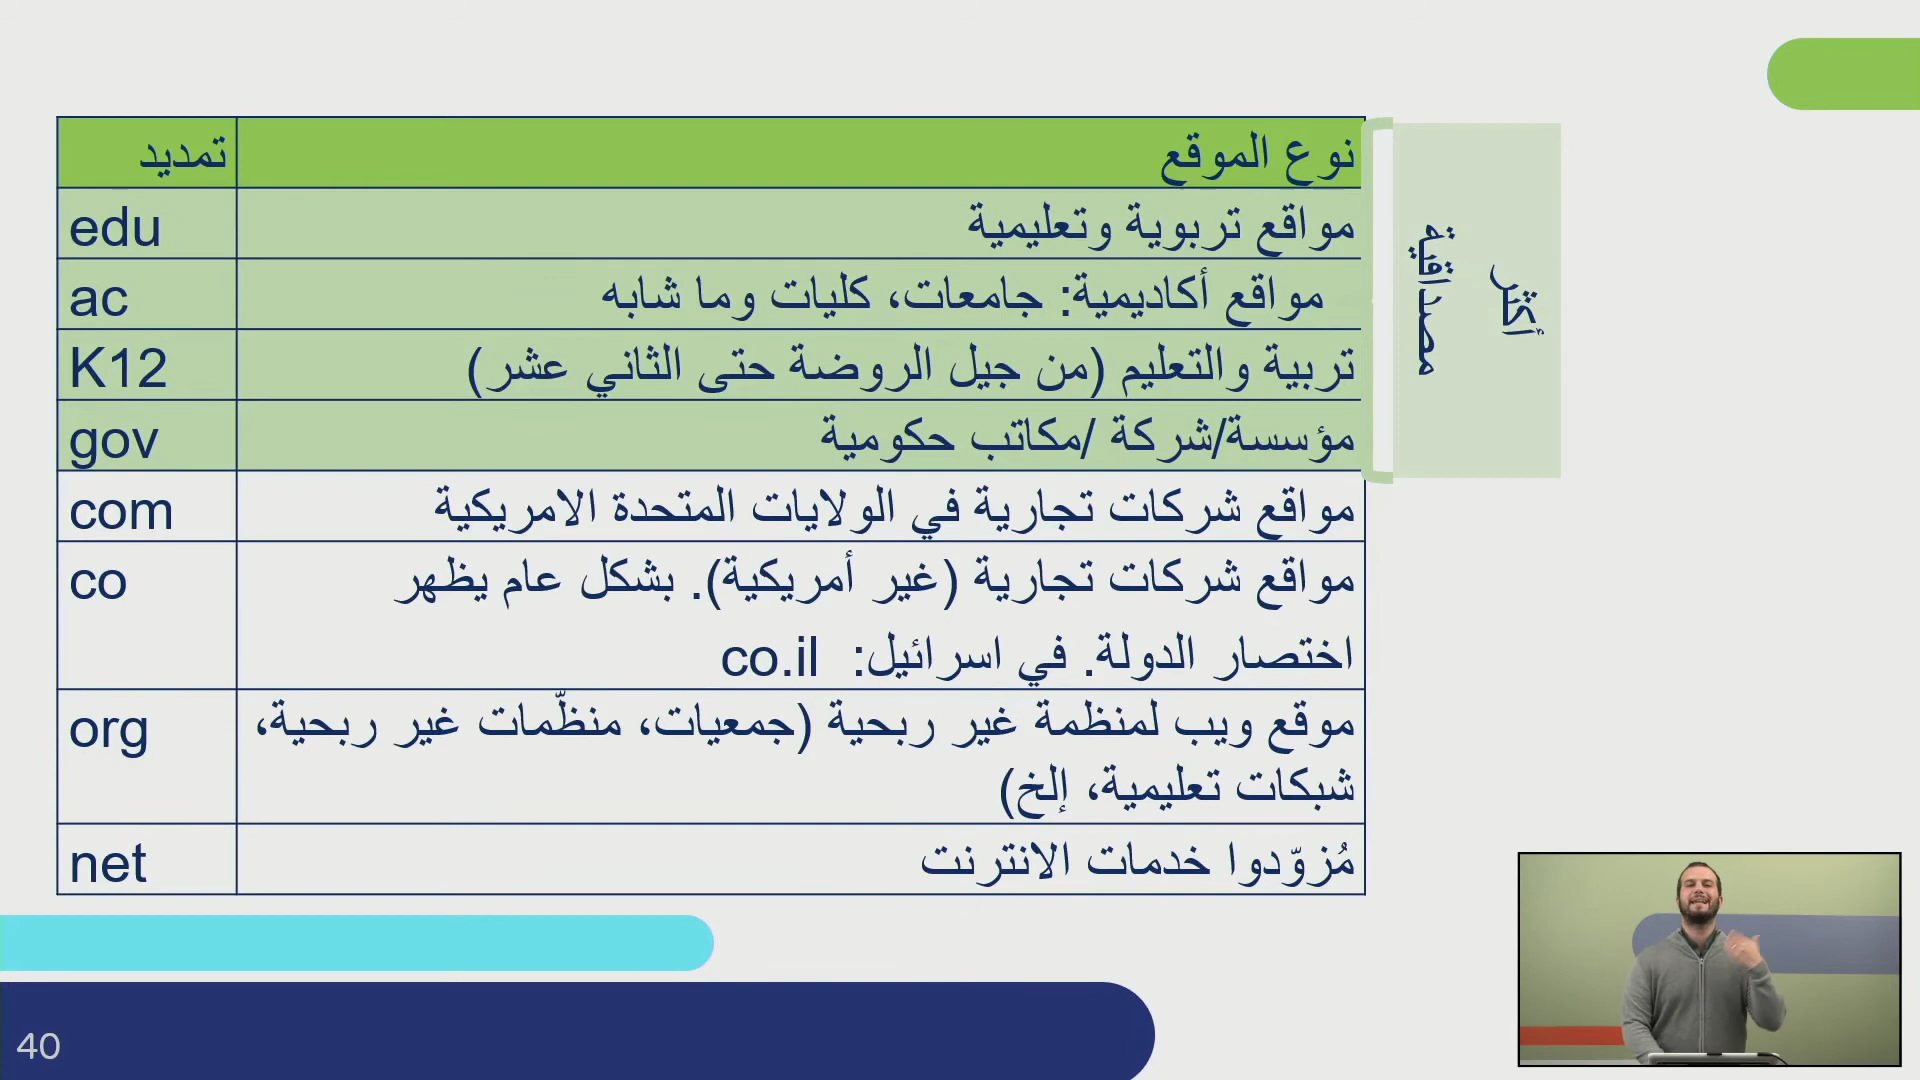 نوع الموقع تمديد
مواقع تربوية وتعليمية edu
مواقع أكاديمية: جامعات، كليات وما شابه ac
تربية والتعليم (من جيل الروضة حتى الثاني عشر) K12
مؤسسة/شركة /مكاتب حكومية gov
مواقع شركات تجارية في الولايات المتحدة الامريكية com
مواقع شركات تجارية (غير أمريكية). بشكل عام يظهر co
اختصار الدولة. في اسرائيل: co.il
موقع ويب لمنظمة غير ربحية (جمعيات، منظّمات غير ربحية، org
شبكات تعليمية، إلخ)
مُزوّدوا خدمات الانترنت net
أكثر
مصداقية
40